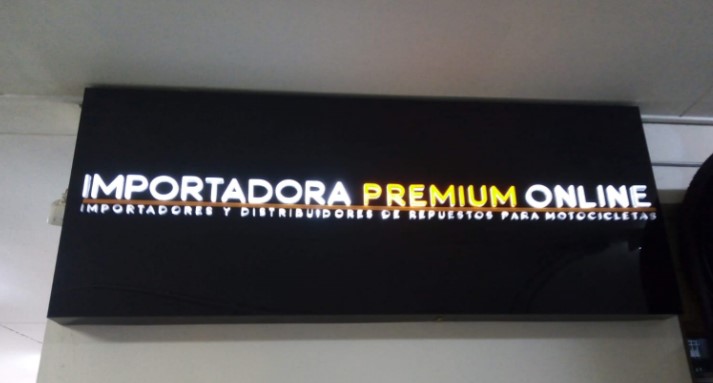 IMPORTADORA PREMIUM ONLINE
IMPORTADORES Y DISTRIBUIDORES DE REPUESTOS PARA MOTOCICLETAS